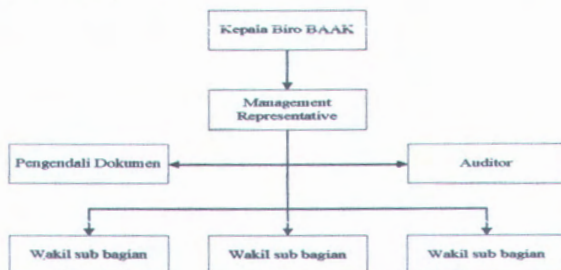 Kepala Biro BAAK
Management
Representative
Pengendali Dokumen
Auditor
Wakil sub bagian
Wakil sub bagian
Wakil sub bagian